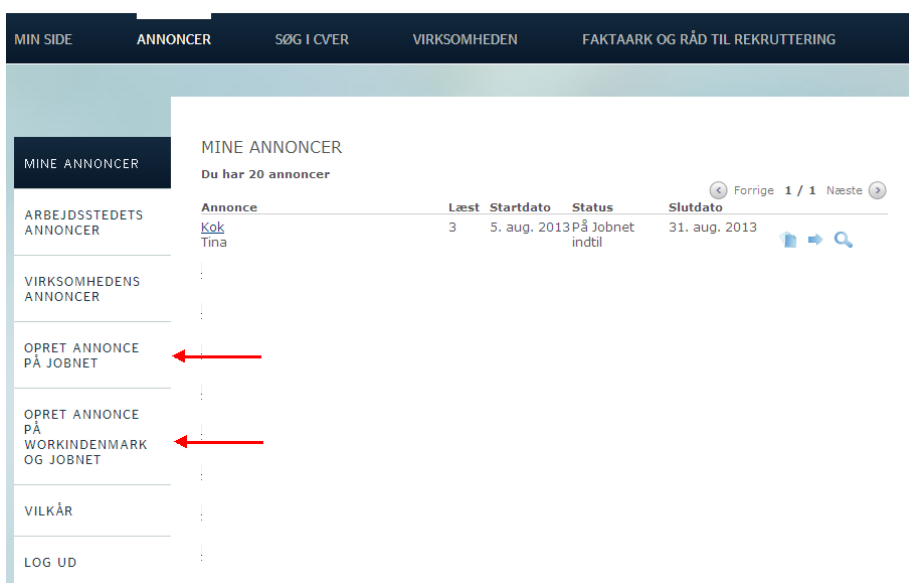 MIN SIDE ANNONCER SØG I CV'ER VIRKSOMHEDEN FAKTAARK OG RÅD TIL REKRUTTERING
MINE ANNONCER
ARBEJDSSTEDETS
ANNONCER
VIRKSOMHEDENS
ANNONCER
OPRET ANNONCE
PÅ JOBNET
OPRET ANNONCE
PÅ
WORKINDENMARK
OG JOBNET
VILKÅR
LOG UD
MINE ANNONCER
Du har 20 annoncer
Forrige 1 / 1 Næste
Annonce Læst Startdato Status Slutdato
Kok 3 5. aug. 2013 På Jobnet 31. aug. 2013
Tina indtil